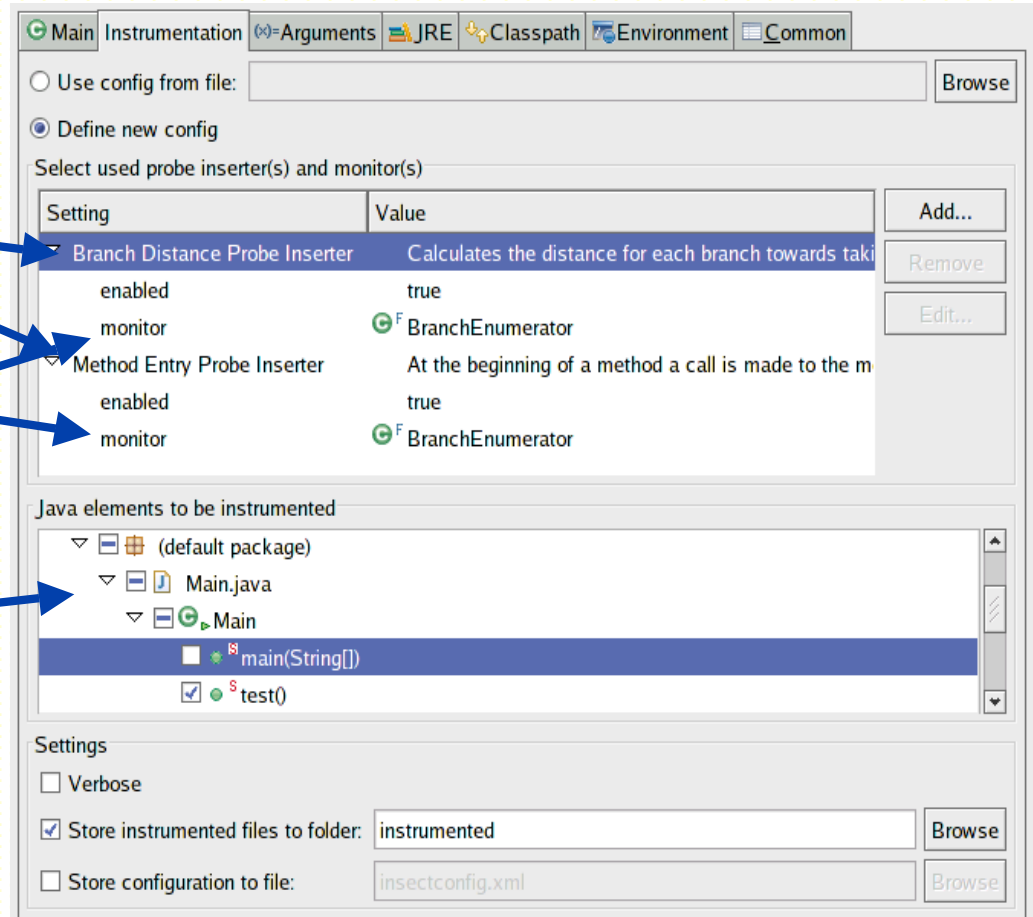 Main Instrumentation (x)= Arguments JRE Classpath Environment Common
Use config from file: Browse
Define new config
Select used probe inserter(s) and monitor(s)
Setting Value Add...
Branch Distance Probe Inserter Calculates the distance for each branch towards taki Remove
enabled true
monitor BranchEnumerator Edit...
Method Entry Probe Inserter At the beginning of a method a call is made to the m
enabled true
monitor BranchEnumerator
Java elements to be instrumented
(default package)
Main.java
Main
main(String[])
test()
Settings
Verbose
Store instrumented files to folder: instrumented Browse
Store configuration to file: insectconfig.xml Browse